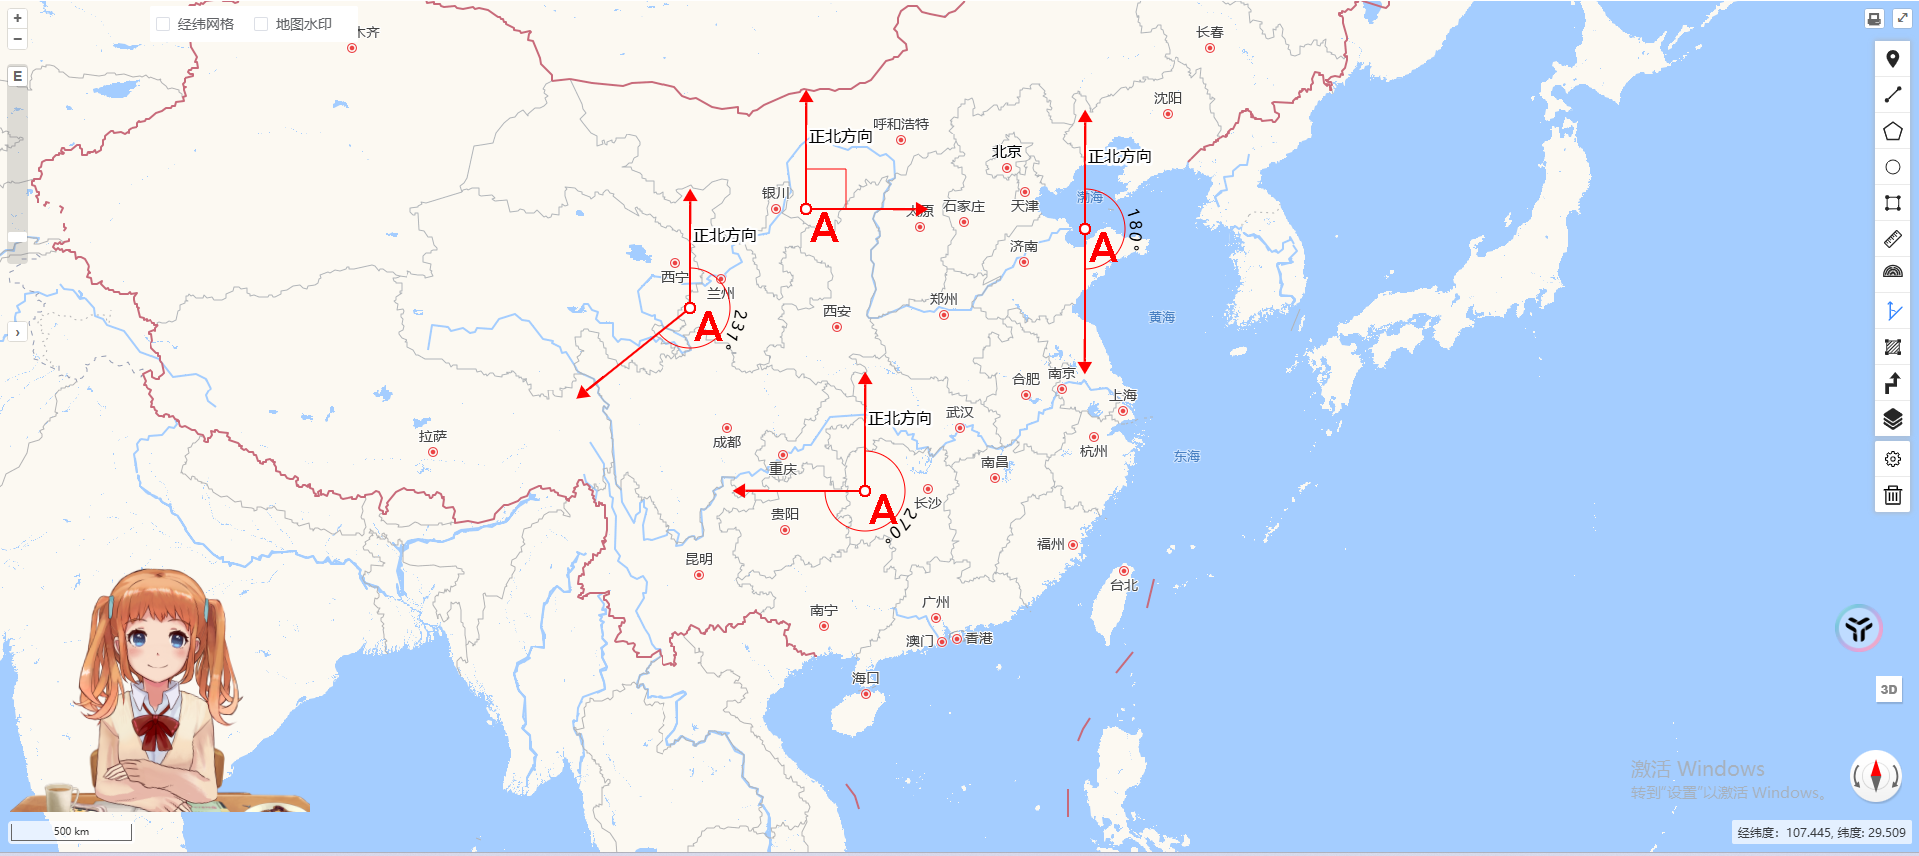 +
−
经纬网格
地图水印
木齐
长春
E
沈阳
正北方向
呼和浩特
北京
正北方向
银川
渤海
太原
石家庄
天津
180°
A
正北方向
A
济南
西宁
兰州
郑州
西安
黄海
A
237°
›
南京
合肥
上海
正北方向
武汉
拉萨
成都
杭州
东海
重庆
南昌
长沙
A
贵阳
270°
福州
昆明
台北
广州
南宁
澳门
香港
海口
3D
激活 Windows
转到"设置"以激活 Windows。
500 km
经纬度：107.445, 纬度: 29.509